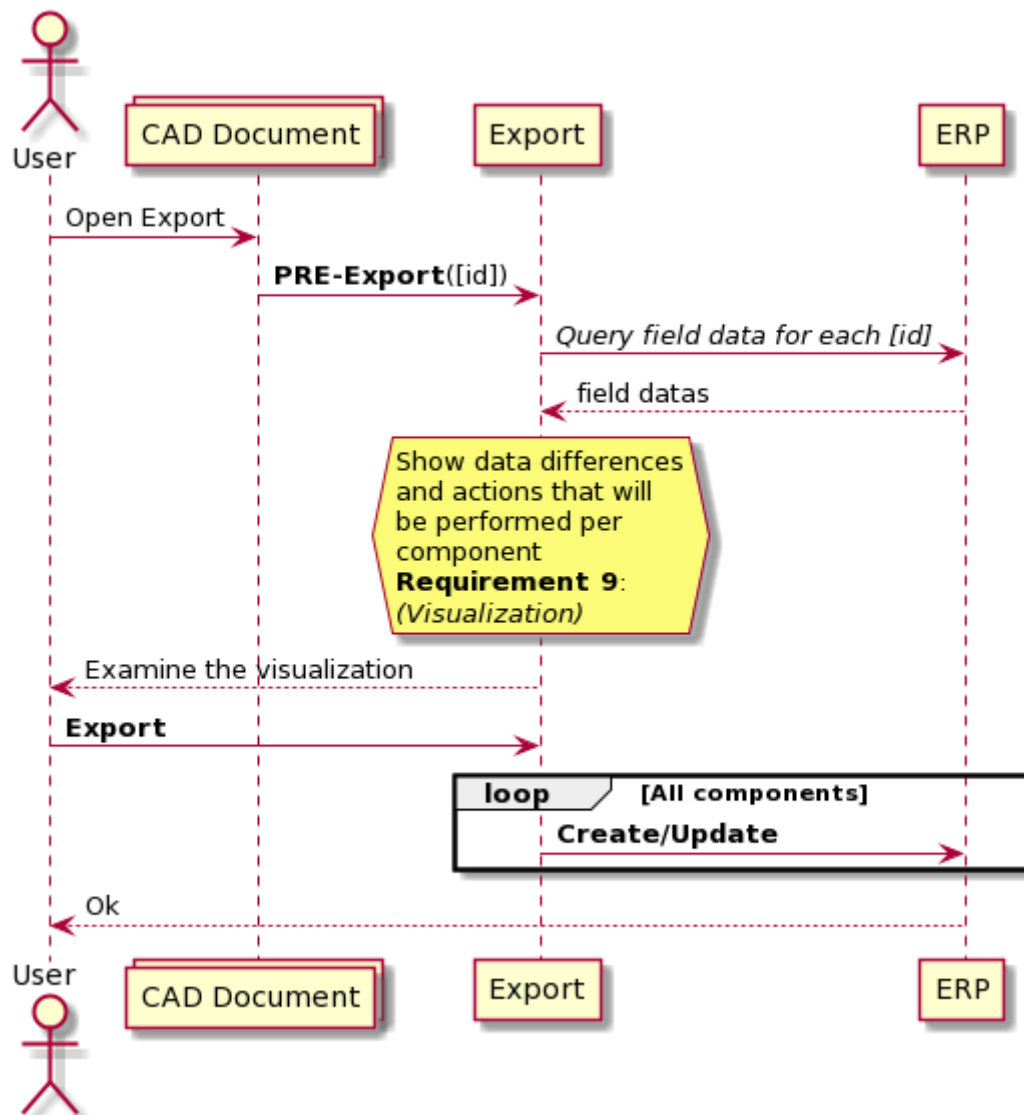 User
CAD Document
Export
ERP
Open Export
PRE-Export([id])
Query field data for each [id]
field datas
Show data differences
and actions that will
be performed per
component
Requirement 9:
(Visualization)
Examine the visualization
Export
loop [All components]
Create/Update
Ok
User
CAD Document
Export
ERP